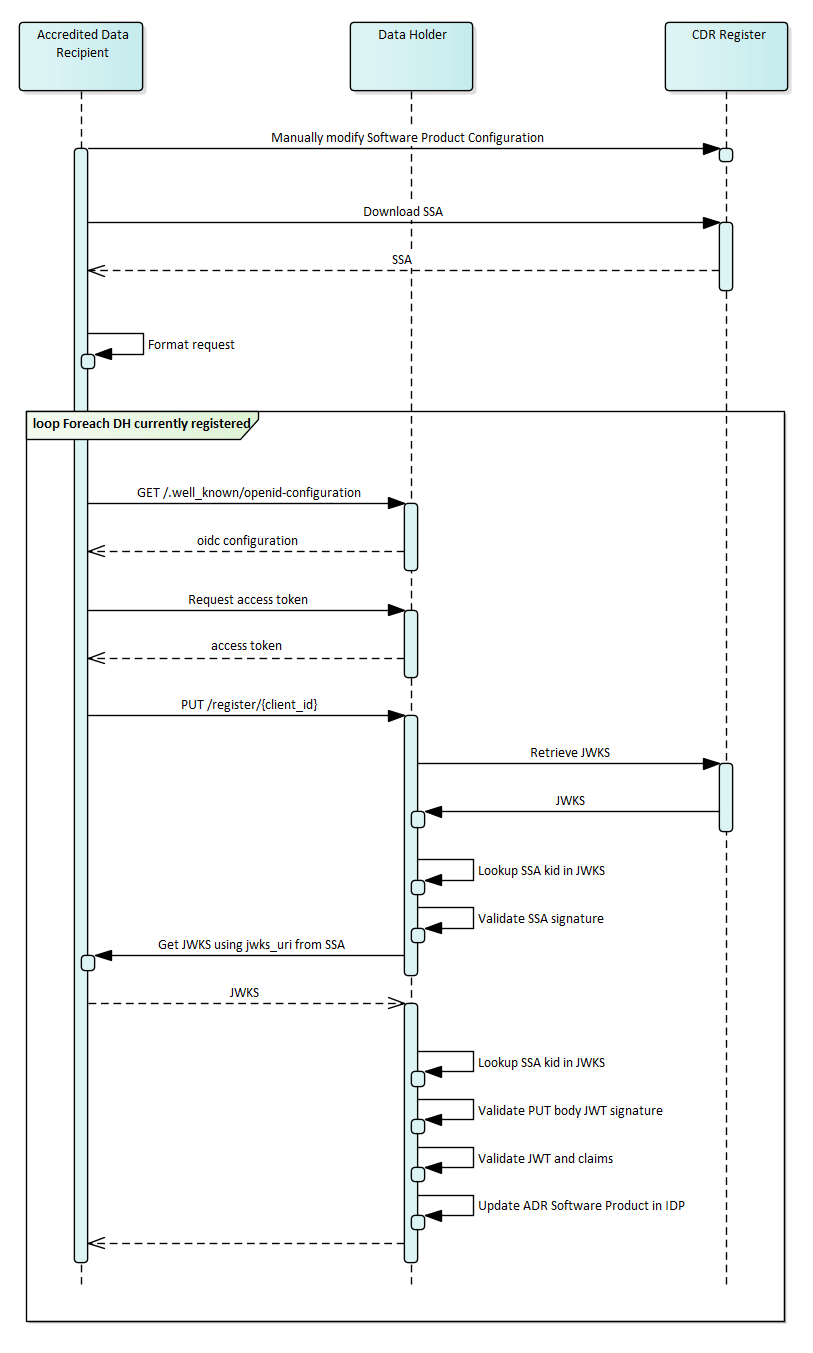 Accredited Data
Recipient
Data Holder
CDR Register
Manually modify Software Product Configuration
Download SSA
SSA
Format request
loop Foreach DH currently registered
GET /.well_known/openid-configuration
oidc configuration
Request access token
access token
PUT /register/{client_id}
Retrieve JWKS
JWKS
Lookup SSA kid in JWKS
Validate SSA signature
Get JWKS using jwks_uri from SSA
JWKS
Lookup SSA kid in JWKS
Validate PUT body JWT signature
Validate JWT and claims
Update ADR Software Product in IDP